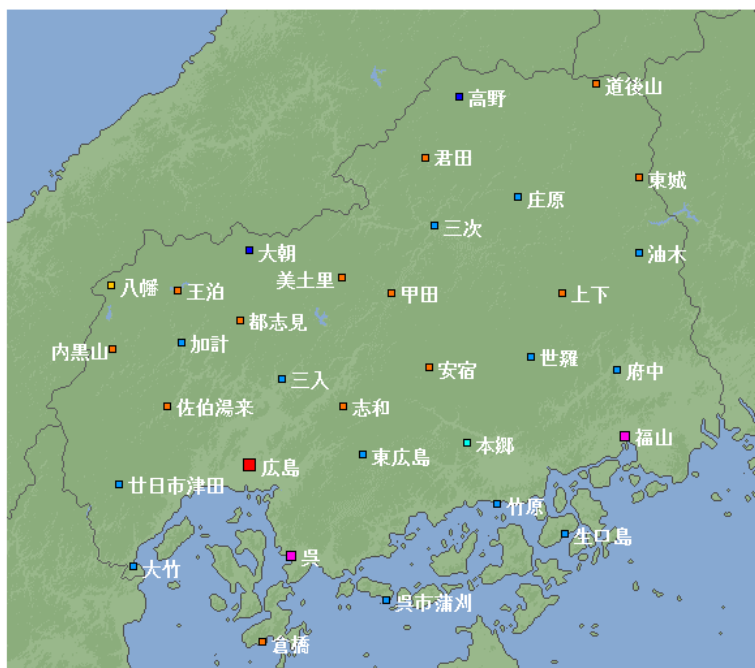 道後山
高野
君田
東城
庄原
三次
大朝
油木
美土里
八幡
王泊
甲田
上下
都志見
加計
内黒山
世羅
安宿
府中
三入
佐伯湯来
志和
福山
本郷
東広島
広島
廿日市津田
竹原
生口島
呉
大竹
呉市蒲刈
倉橋